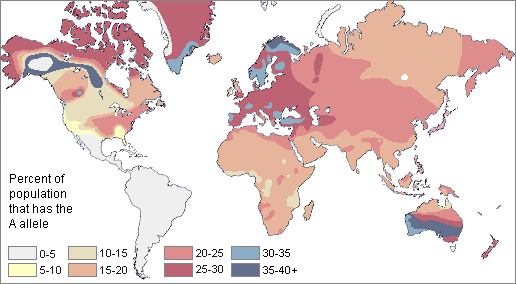 Percent of
population
that has the
A allele
0-5 10-15 20-25 30-35
5-10 15-20 25-30 35-40+